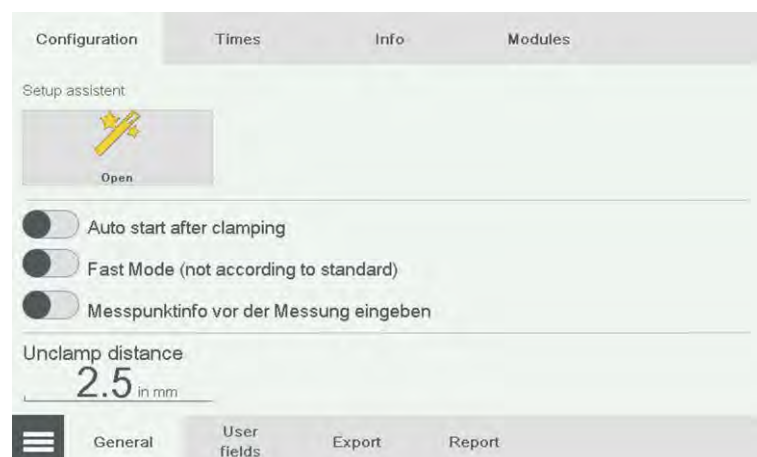 Configuration Times Info Modules
Setup assistent
Open
Auto start after clamping
Fast Mode (not according to standard)
Messpunktinfo vor der Messung eingeben
Unclamp distance
2.5 in mm
General User fields Export Report